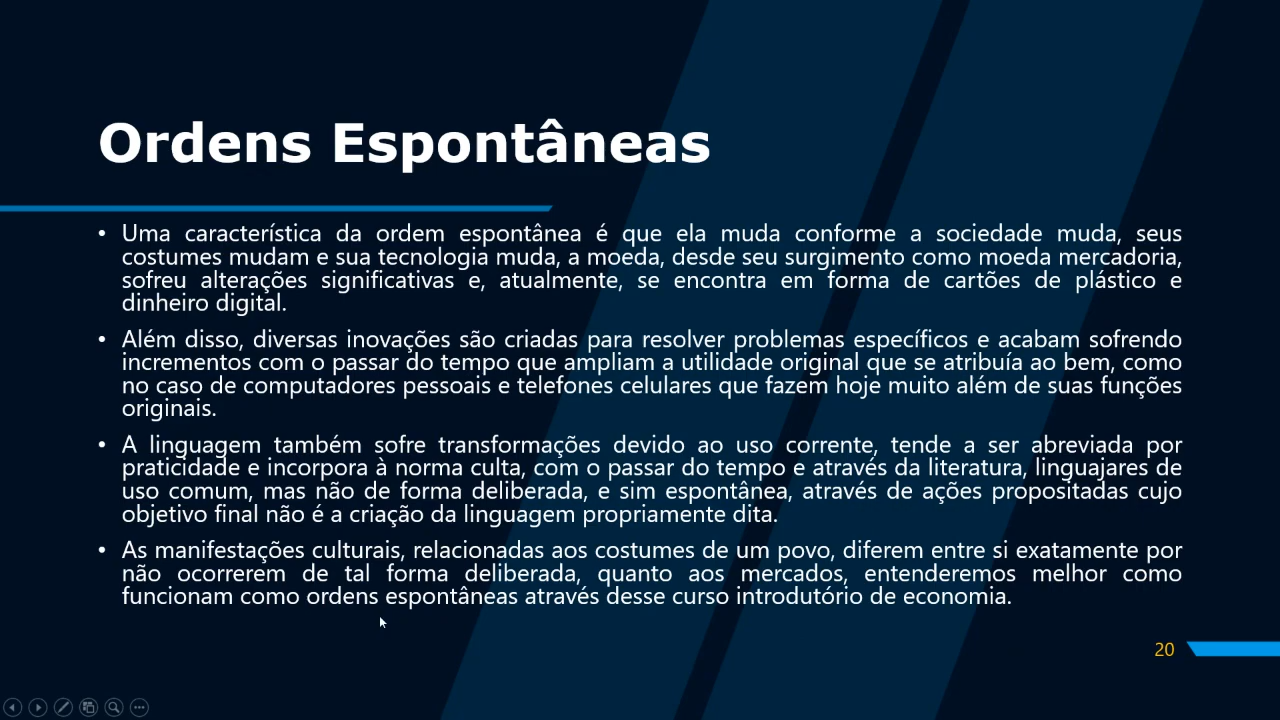 Ordens Espontâneas
• Uma característica da ordem espontânea é que ela muda conforme a sociedade muda, seus
costumes mudam e sua tecnologia muda, a moeda, desde seu surgimento como moeda mercadoria,
sofreu alterações significativas e, atualmente, se encontra em forma de cartões de plástico e
dinheiro digital.
• Além disso, diversas inovações são criadas para resolver problemas específicos e acabam sofrendo
incrementos com o passar do tempo que ampliam a utilidade original que se atribuía ao bem, como
no caso de computadores pessoais e telefones celulares que fazem hoje muito além de suas funções
originais.
• A linguagem também sofre transformações devido ao uso corrente, tende a ser abreviada por
praticidade e incorpora à norma culta, com o passar do tempo e através da literatura, linguajares de
uso comum, mas não de forma deliberada, e sim espontânea, através de ações propositadas cujo
objetivo final não é a criação da linguagem propriamente dita.
• As manifestações culturais, relacionadas aos costumes de um povo, diferem entre si exatamente por
não ocorrerem de tal forma deliberada, quanto aos mercados, entenderemos melhor como
funcionam como ordens espontâneas através desse curso introdutório de economia.
20